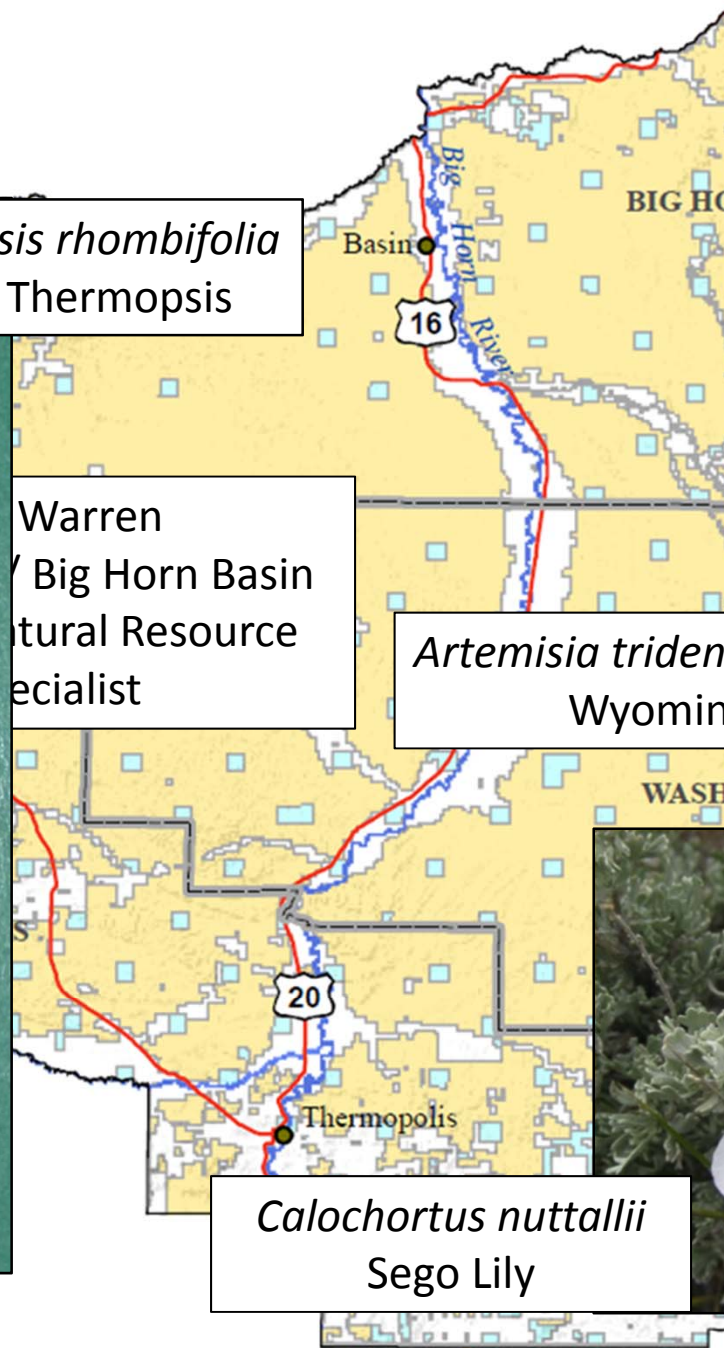 sis rhombifolia
Thermopsis
Big
Horn
River
BIG HO
Basin
16
Warren
/ Big Horn Basin
tural Resource
ecialist
Artemisia triden
Wyomin
WASH
S
20
Thermopolis
Calochortus nuttallii
Sego Lily